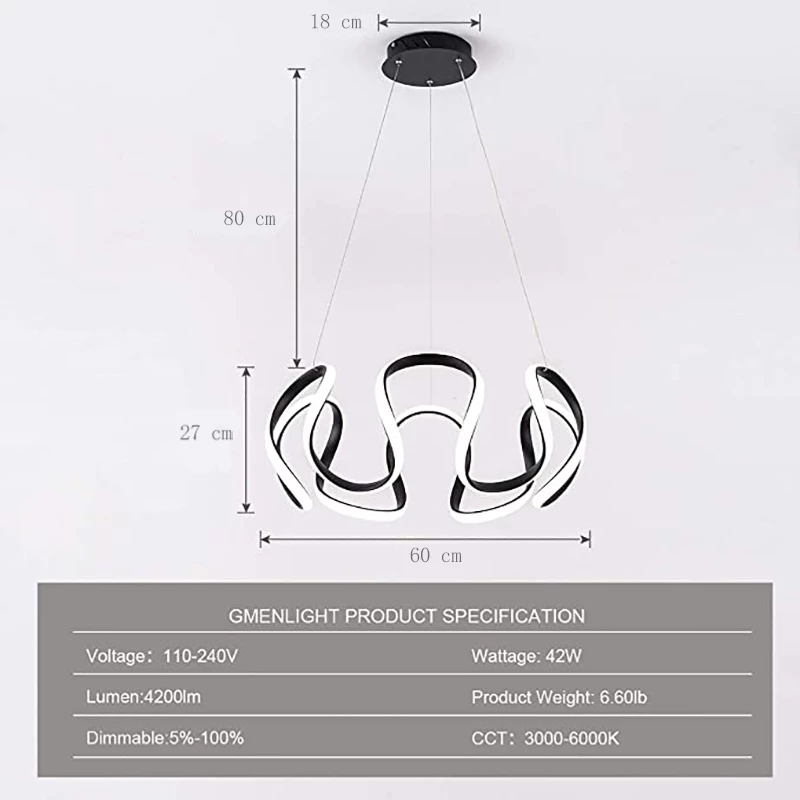 18 cm
80 cm
27 cm
60 cm
GMENLIGHT PRODUCT SPECIFICATION
Voltage: 110-240V
Wattage: 42W
Lumen:4200lm
Product Weight: 6.60lb
Dimmable:5%-100%
CCT: 3000-6000K